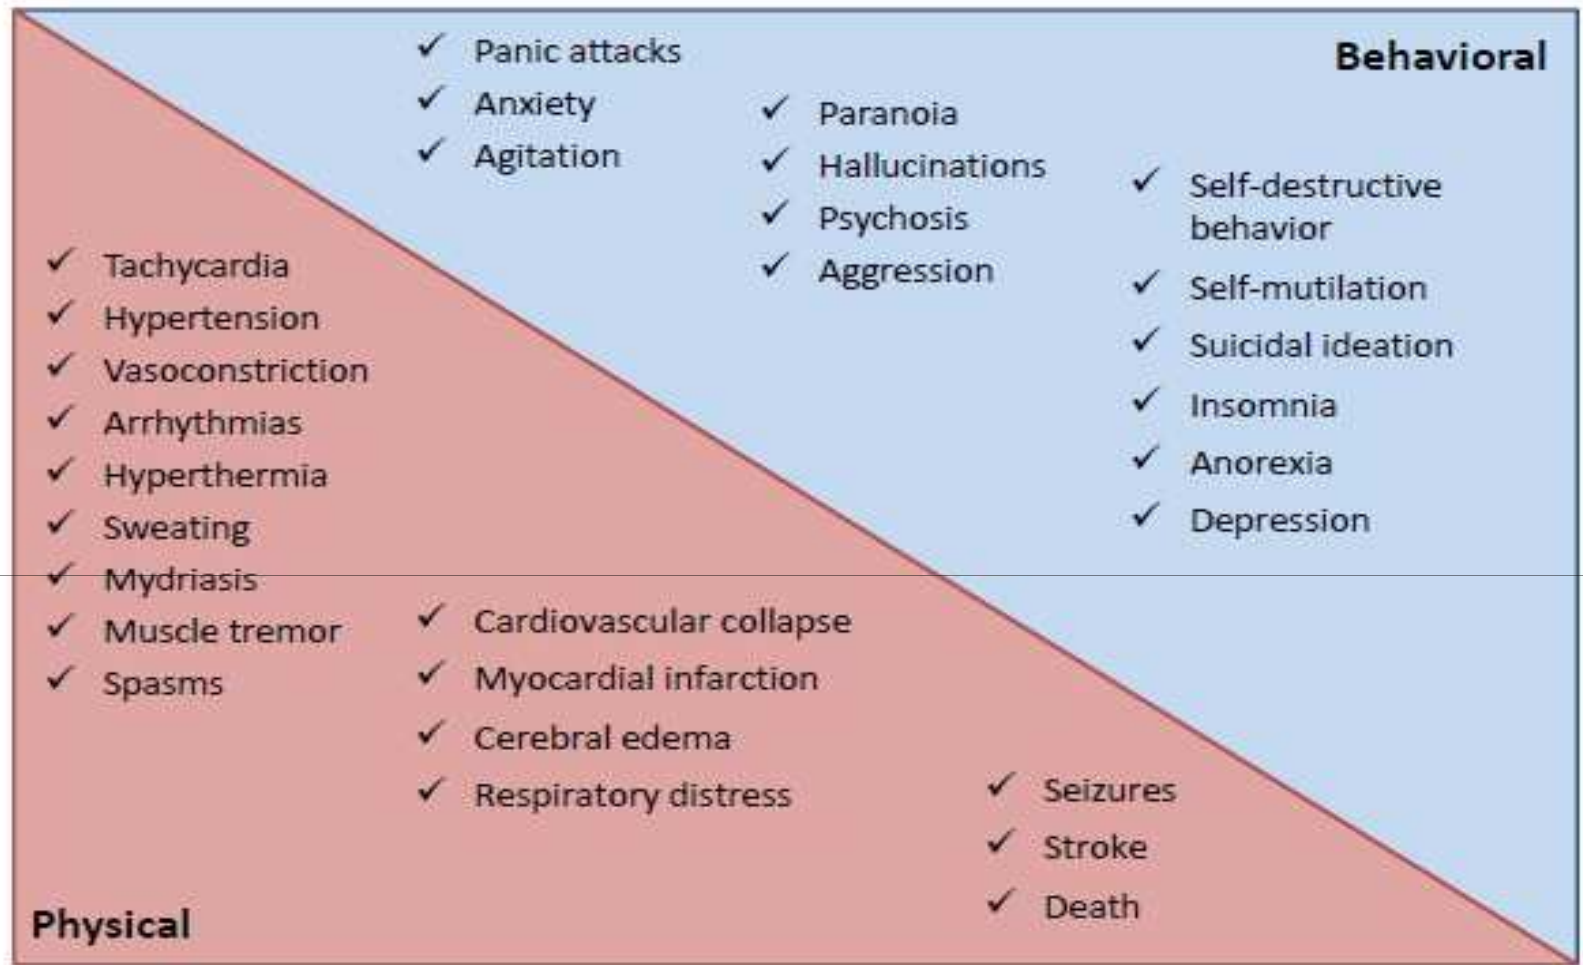 Behavioral
✓ Panic attacks
✓ Anxiety
✓ Agitation
✓ Paranoia
✓ Hallucinations
✓ Psychosis
✓ Aggression
✓ Self-destructive
behavior
✓ Self-mutilation
✓ Suicidal ideation
✓ Insomnia
✓ Anorexia
✓ Depression
✓ Tachycardia
✓ Hypertension
✓ Vasoconstriction
✓ Arrhythmias
✓ Hyperthermia
✓ Sweating
✓ Mydriasis
✓ Muscle tremor
✓ Spasms
✓ Cardiovascular collapse
✓ Myocardial infarction
✓ Cerebral edema
✓ Respiratory distress
✓ Seizures
✓ Stroke
✓ Death
Physical